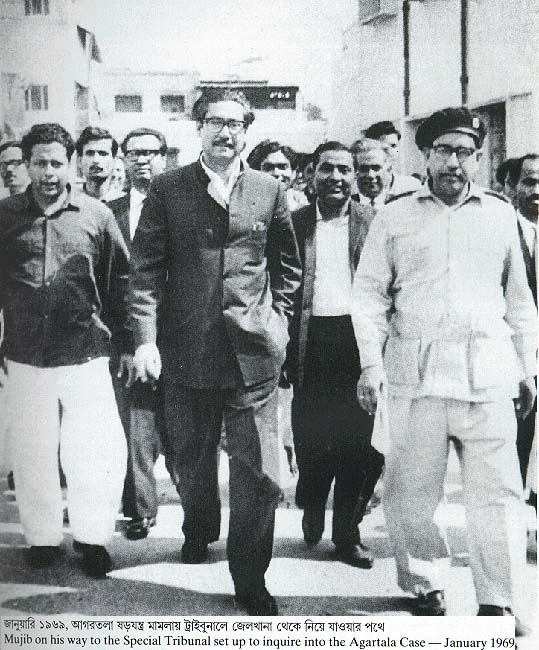 জানুয়ারি ১৯৬৯, আগরতলা ষড়যন্ত্র মামলায় ট্রাইবুনালে জেলখানা থেকে নিয়ে যাওয়ার পথে
Mujib on his way to the Special Tribunal set up to inquire into the Agartala Case — January 1969